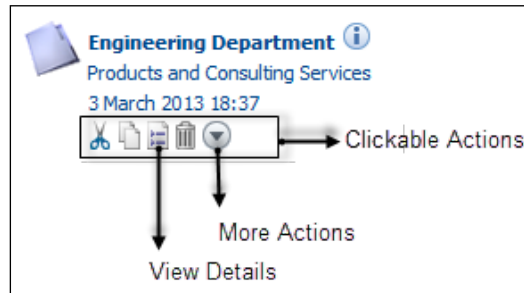 Engineering Department
Products and Consulting Services
3 March 2013 18:37
Clickable Actions
More Actions
View Details